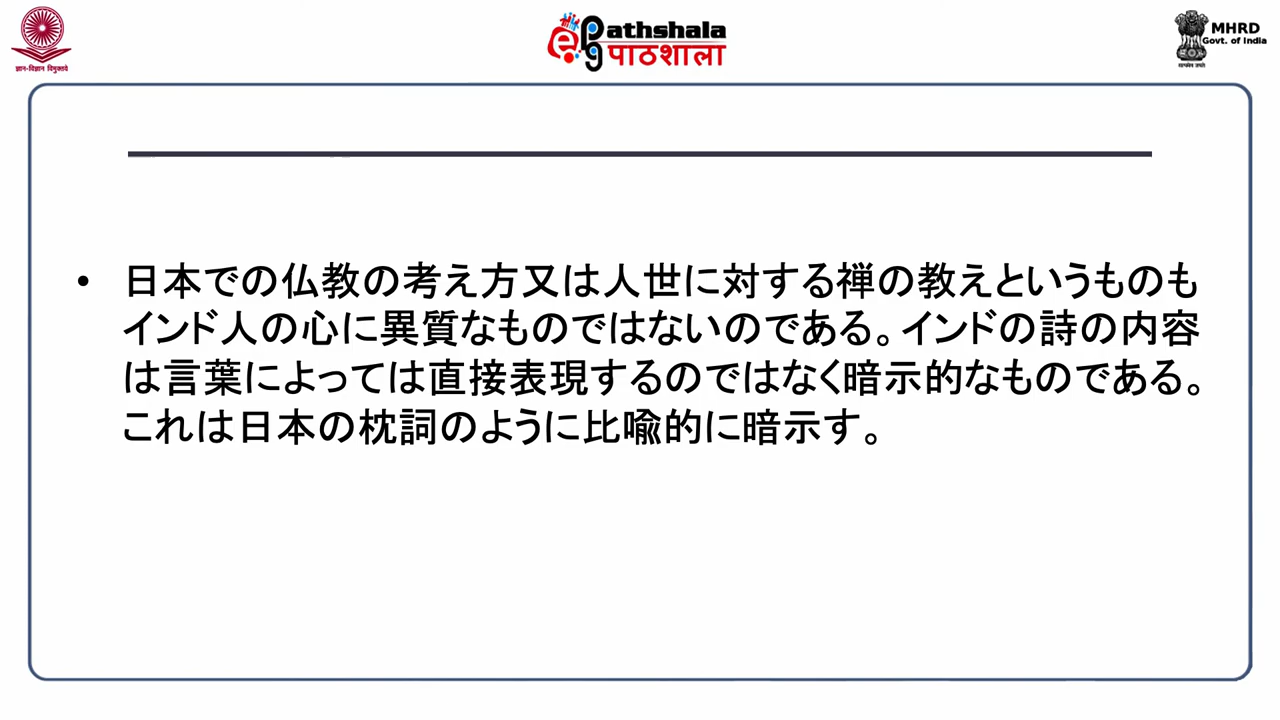 ज्ञान-विज्ञान विमुक्तये
ePG Pathshala
पाठशाला
MHRD
Govt. of India
सत्यमेव जयते
• 日本での仏教の考え方又は人世に対する禅の教えというものも
インド人の心に異質なものではないのである。インドの詩の内容
は言葉によっては直接表現するのではなく暗示的なものである。
これは日本の枕詞のように比喩的に暗示す。